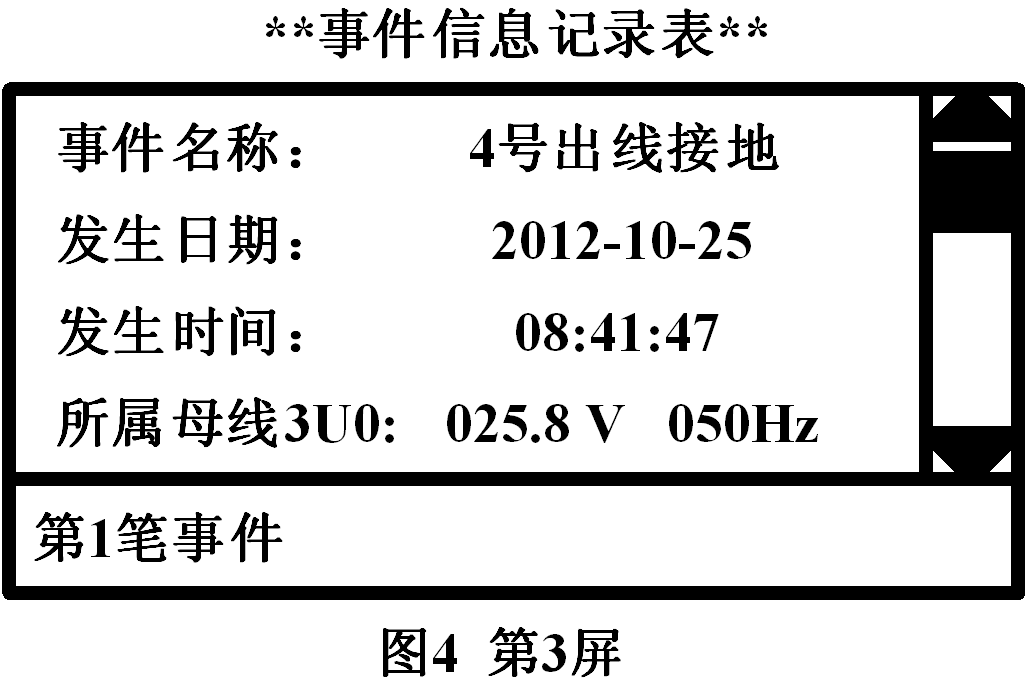 **事件信息记录表**
事件名称： 4号出线接地
发生日期： 2012-10-25
发生时间： 08:41:47
所属母线3U0: 025.8 V 050Hz
第1笔事件
图4 第3屏